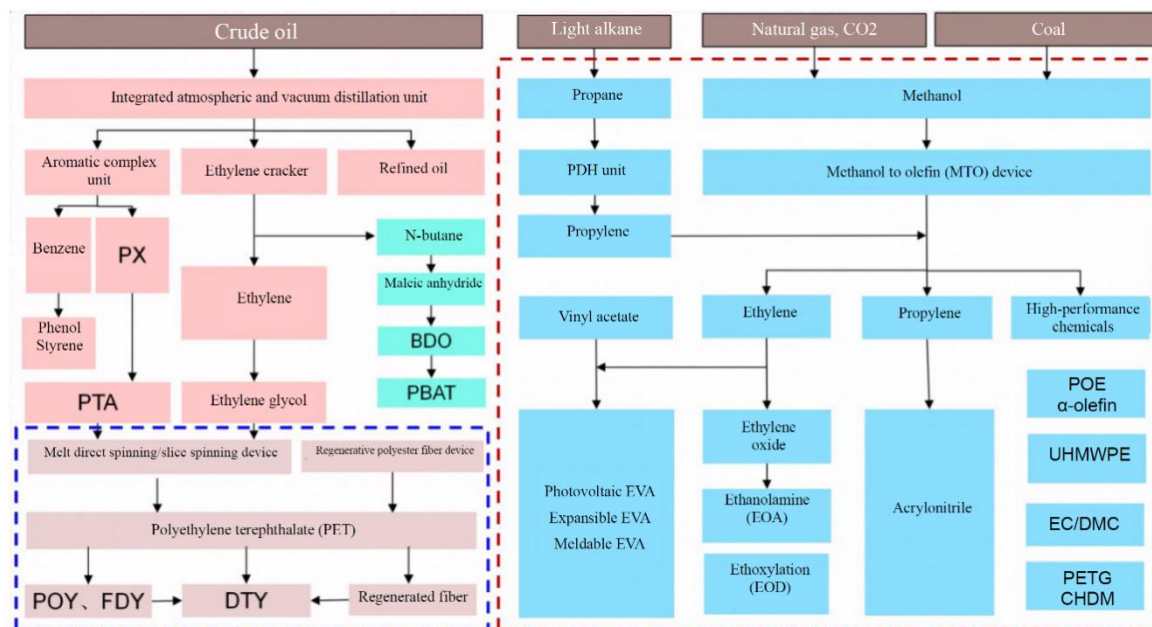 Crude oil
Light alkane
Natural gas, CO2
Coal
Integrated atmospheric and vacuum distillation unit
Propane
Methanol
Aromatic complex
unit
Ethylene cracker
Refined oil
PDH unit
Methanol to olefin (MTO) device
Benzene
PX
N-butane
Propylene
Ethylene
Maleic anhydride
Vinyl acetate
Ethylene
Propylene
High-performance
chemicals
Phenol
Styrene
BDO
PTA
Ethylene glycol
PBAT
POE
α-olefin
Melt direct spinning/slice spinning device
Regenerative polyester fiber device
Ethylene
oxide
UHMWPE
Photovoltaic EVA
Expansible EVA
Meldable EVA
Ethanolamine
(EOA)
Acrylonitrile
Polyethylene terephthalate (PET)
EC/DMC
Ethoxylation
(EOD)
PETG
CHDM
POY、FDY
DTY
Regenerated fiber